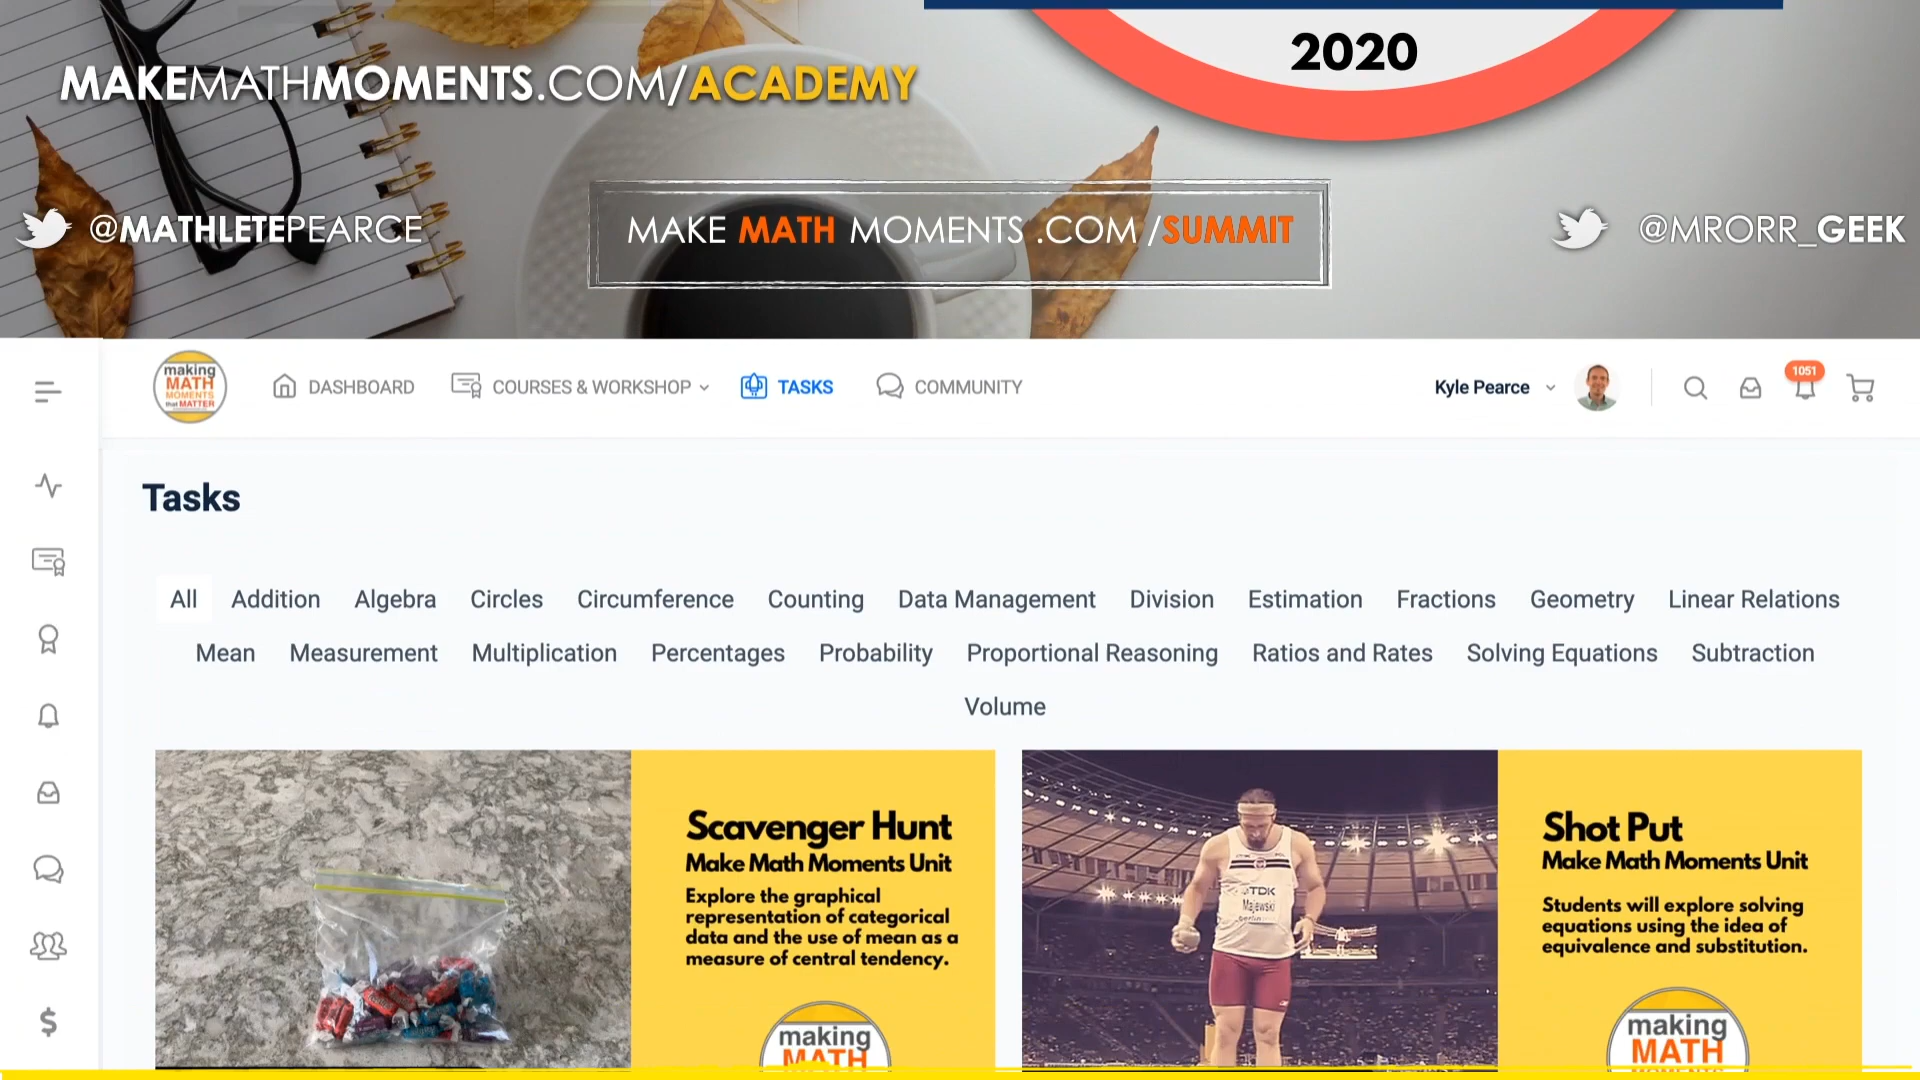 2020
MAKEMATHMOMENTS.COM/ACADEMY
@MATHLETEPEARCE
MAKE MATH MOMENTS .COM /SUMMIT
@MRORR_GEEK
making
MATH
MOMENTS
that MATTER
DASHBOARD
COURSES & WORKSHOP
TASKS
COMMUNITY
Kyle Pearce
1051
Tasks
All Addition Algebra Circles Circumference Counting Data Management Division Estimation Fractions Geometry Linear Relations
Mean Measurement Multiplication Percentages Probability Proportional Reasoning Ratios and Rates Solving Equations Subtraction
Volume
Scavenger Hunt
Make Math Moments Unit
Explore the graphical
representation of categorical
data and the use of mean as a
measure of central tendency.
making
MATH
TDK
Majewski
berlin
Shot Put
Make Math Moments Unit
Students will explore solving
equations using the idea of
equivalence and substitution.
making
MATH